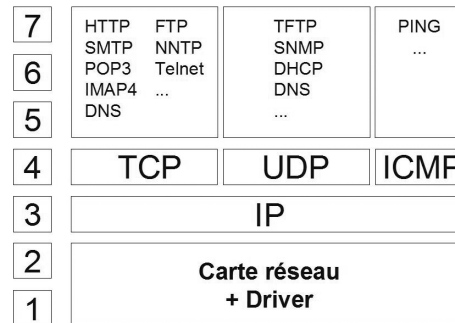 7
HTTP FTP
TFTP
PING
SMTP NNTP
SNMP
...
6
POP3 Telnet
DHCP
IMAP4 ...
DNS
5
DNS
...
4
TCP
UDP
ICMP
3
IP
2
Carte réseau
1
+ Driver